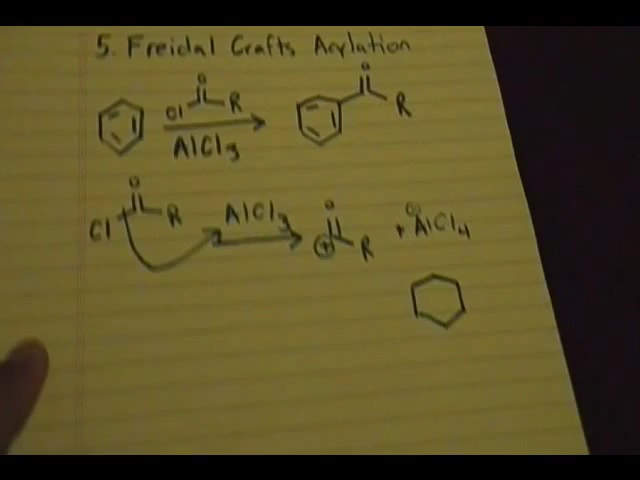 5. Freidal Crafts Acylation
O O
Cl R R
AlCl3
O AlCl3 O ⊖
Cl R ⊕ R + AlCl4